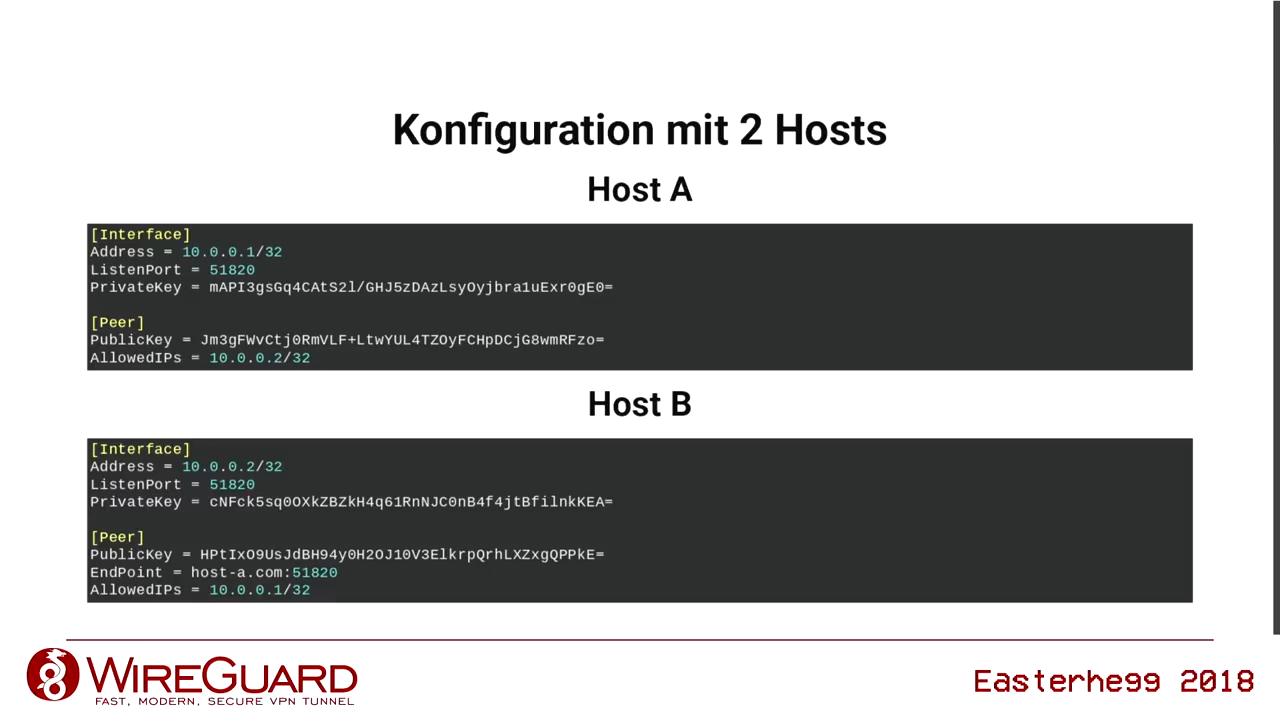 Konfiguration mit 2 Hosts
Host A
[Interface]
Address = 10.0.0.1/32
ListenPort = 51820
PrivateKey = mAPI3gsGq4CAtS2l/GHJ5zDAzLsyOyjbra1uExr0gE0=
[Peer]
PublicKey = Jm3gFWvCtj0RmVLF+LtwYUL4TZOyFCHpDCjG8wmRFzo=
AllowedIPs = 10.0.0.2/32
Host B
[Interface]
Address = 10.0.0.2/32
ListenPort = 51820
PrivateKey = cNFck5sq0OXkZBZkH4q61RnNJC0nB4f4jtBfilnkKEA=
[Peer]
PublicKey = HPtIxO9UsJdBH94y0H2OJ10V3ElkrpQrhLXZxgQPPkE=
EndPoint = host-a.com:51820
AllowedIPs = 10.0.0.1/32
WIREGUARD
FAST, MODERN, SECURE VPN TUNNEL
Easterhegg 2018